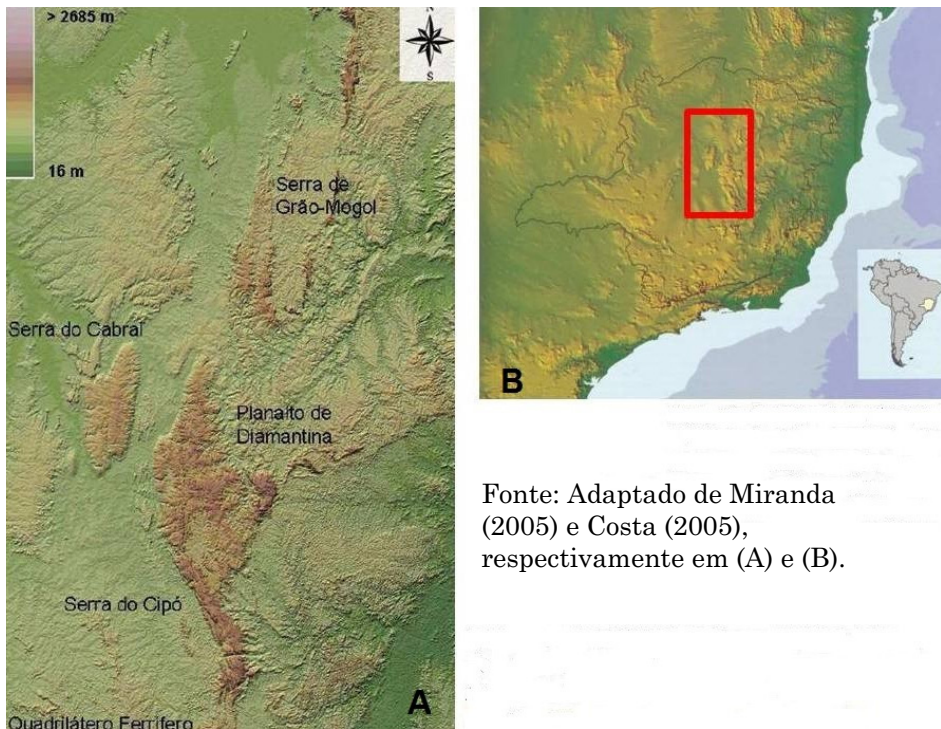 > 2685 m
S
16 m
Serra de
Grão-Mogol
Serra do Cabral
Planalto de
Diamantina
Serra do Cipó
Quadrilátero Ferrífero
A
B
Fonte: Adaptado de Miranda
(2005) e Costa (2005),
respectivamente em (A) e (B).